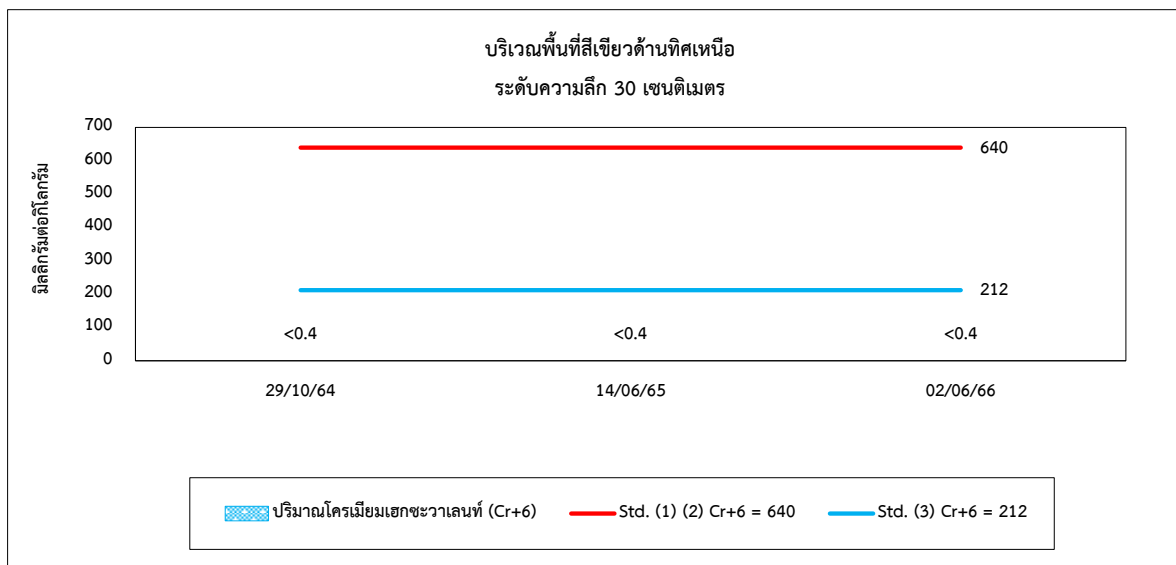 บริเวณพื้นที่สีเขียวด้านทิศเหนือ
ระดับความลึก 30 เซนติเมตร
มิลลิกรัมต่อกิโลกรัม
700
600
500
400
300
200
100
0
640
212
<0.4 <0.4 <0.4
29/10/64 14/06/65 02/06/66
ปริมาณโครเมียมเฮกซะวาเลนท์ (Cr+6) Std. (1) (2) Cr+6 = 640 Std. (3) Cr+6 = 212